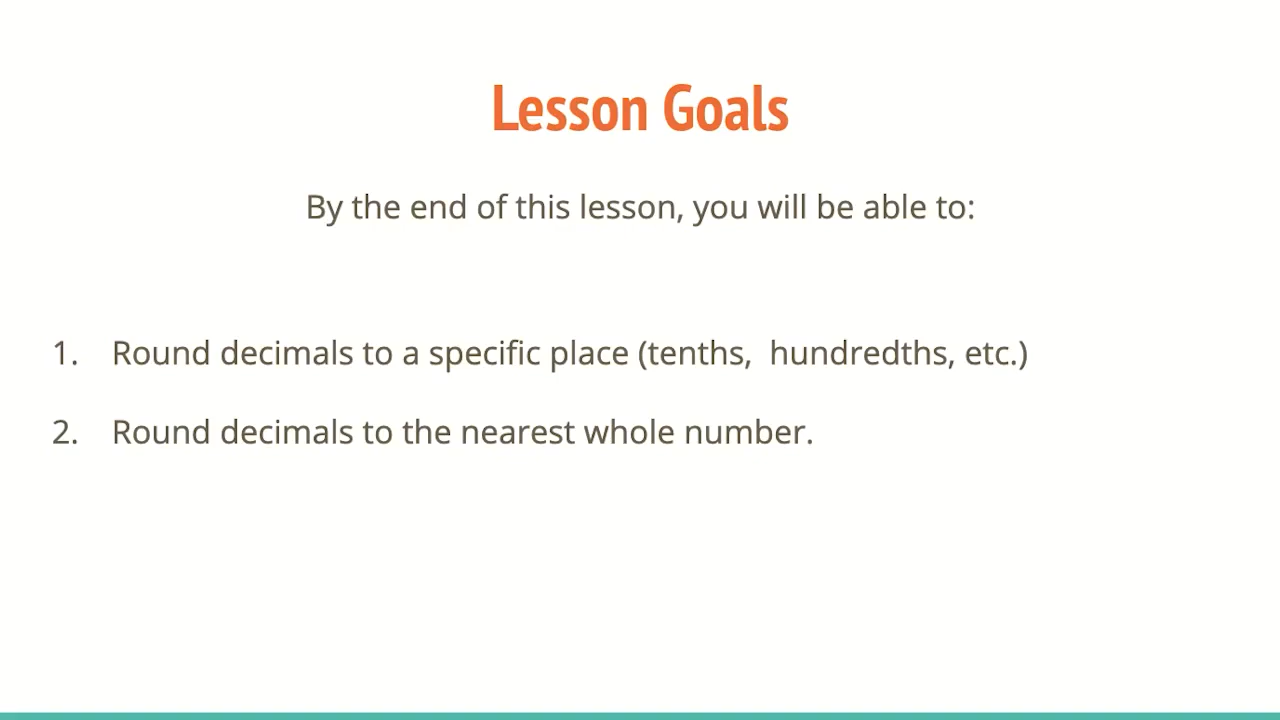 Lesson Goals
By the end of this lesson, you will be able to:
1. Round decimals to a specific place (tenths,  hundredths, etc.)
2. Round decimals to the nearest whole number.